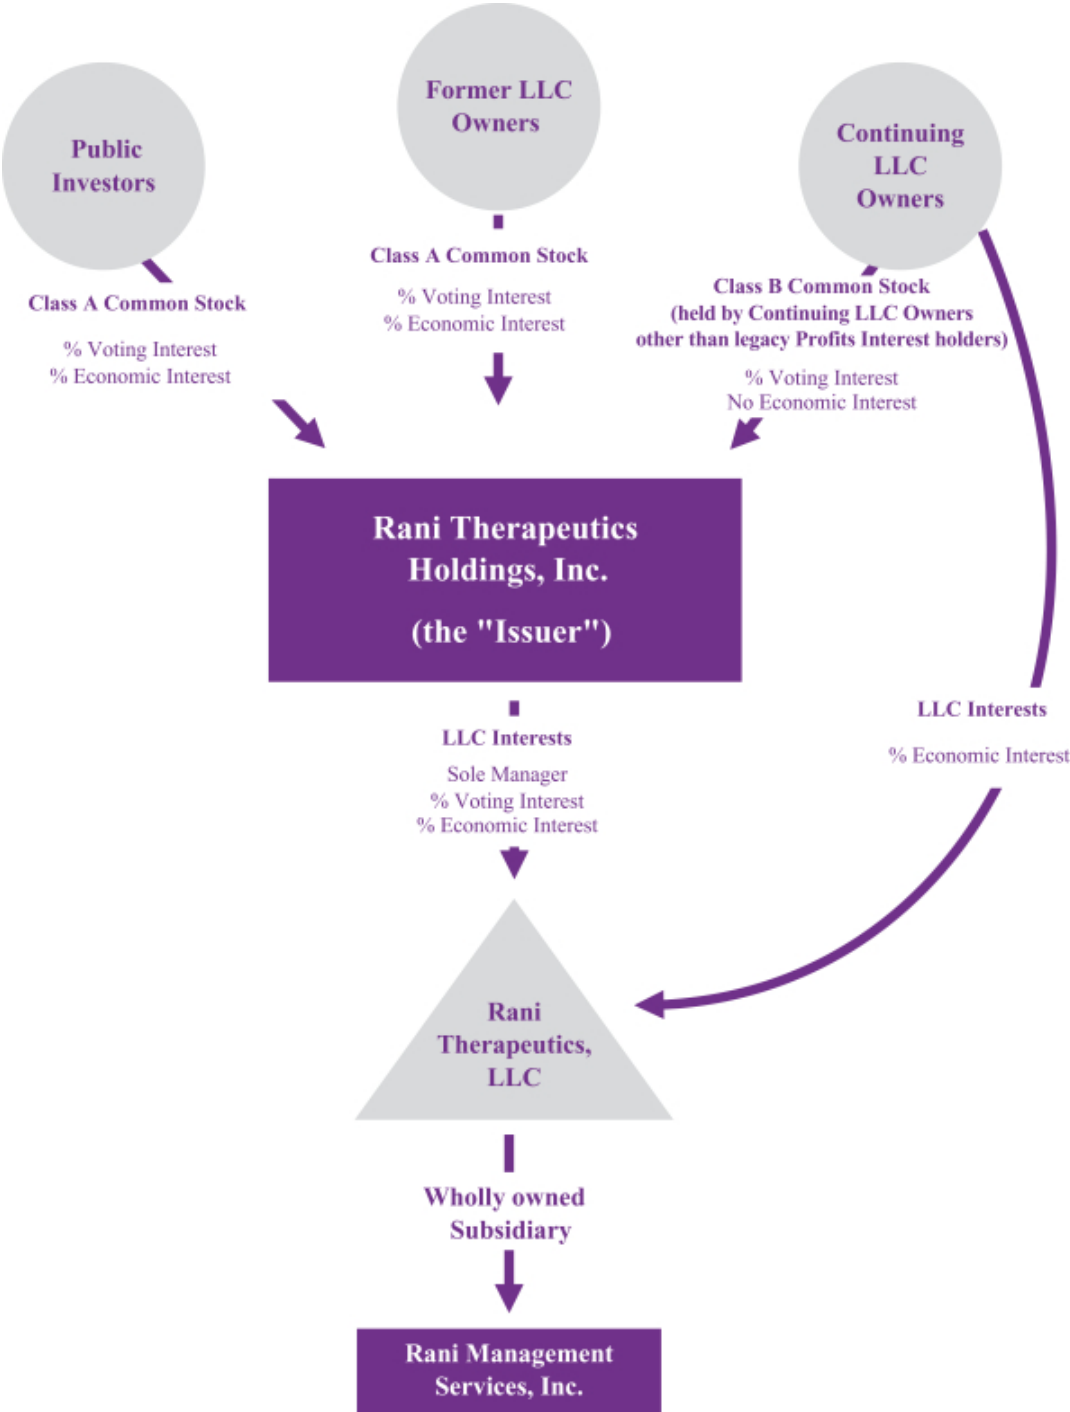 Former LLC
Owners
Public
Investors
Continuing
LLC
Owners
Class A Common Stock
% Voting Interest
% Economic Interest
Class A Common Stock
% Voting Interest
% Economic Interest
Class B Common Stock
(held by Continuing LLC Owners
other than legacy Profits Interest holders)
% Voting Interest
No Economic Interest
Rani Therapeutics
Holdings, Inc.
(the "Issuer")
LLC Interests
Sole Manager
% Voting Interest
% Economic Interest
LLC Interests
% Economic Interest
Rani
Therapeutics,
LLC
Wholly owned
Subsidiary
Rani Management
Services, Inc.